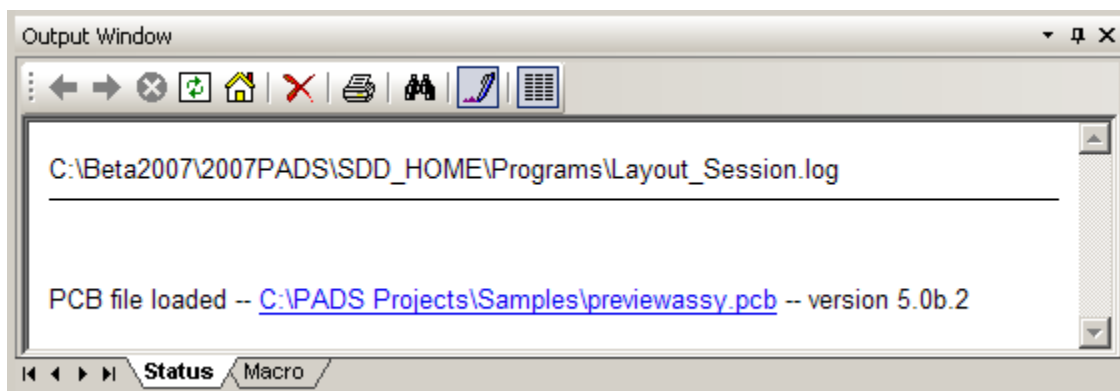 Output Window
C:\Beta2007\2007PADS\SDD_HOME\Programs\Layout_Session.log
PCB file loaded -- C:\PADS Projects\Samples\previewassy.pcb -- version 5.0b.2
Status Macro